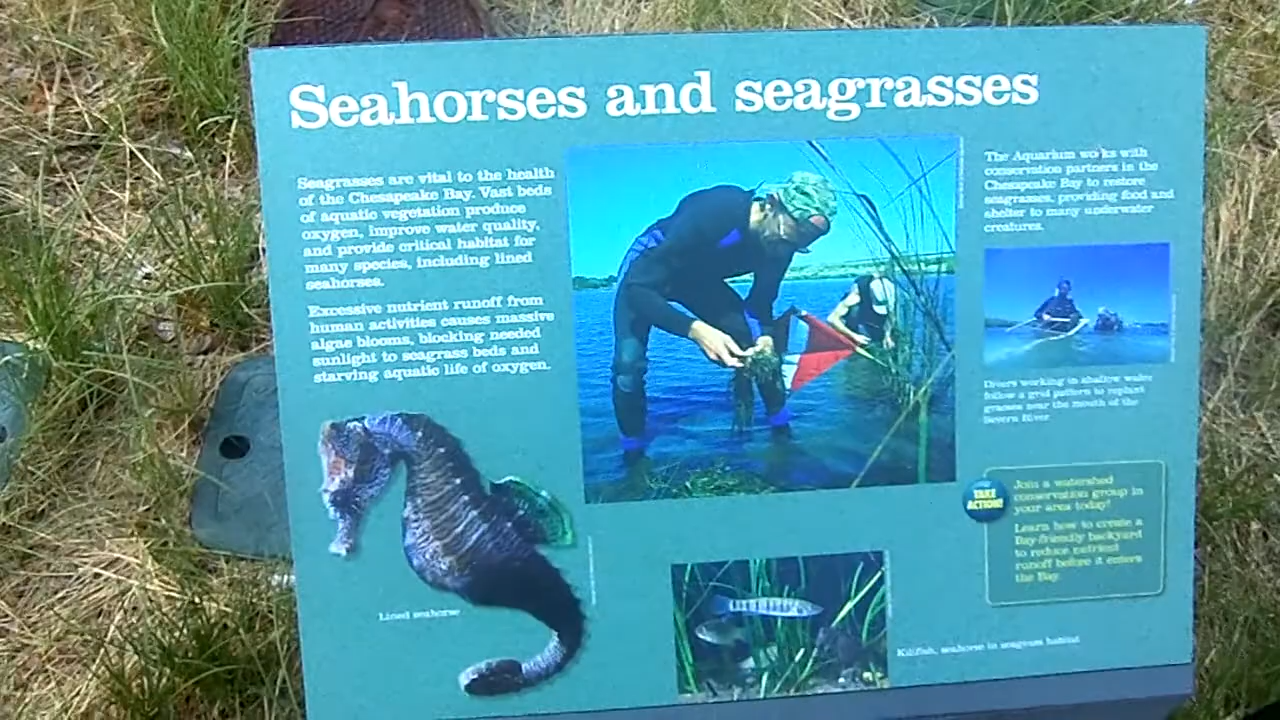 Seahorses and seagrasses
Seagrasses are vital to the health
of the Chesapeake Bay. Vast beds
of aquatic vegetation produce
oxygen, improve water quality,
and provide critical habitat for
many species, including lined
seahorses.
Excessive nutrient runoff from
human activities causes massive
algae blooms, blocking needed
sunlight to seagrass beds and
starving aquatic life of oxygen.
Lined seahorse
The Aquarium works with
conservation partners in the
Chesapeake Bay to restore
seagrasses, providing food and
shelter to many underwater
creatures.
Divers working in shallow water
follow a grid pattern to replant
grasses near the mouth of the
Severn River.
TAKE
ACTION!
Join a watershed
conservation group in
your area today!
Learn how to create a
Bay-friendly backyard
to reduce nutrient
runoff before it enters
the Bay.
Killifish, seahorse in seagrass habitat